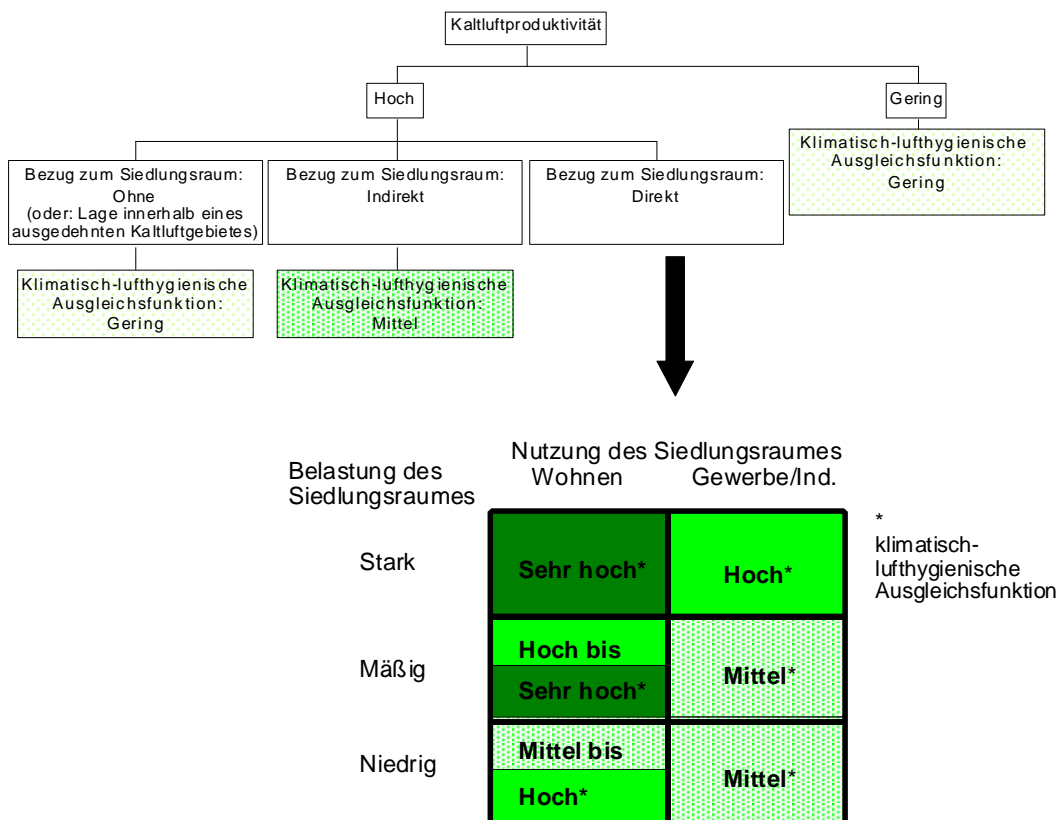 Kaltluftproduktivität
Hoch
Gering
Klimatisch-lufthygienische
Ausgleichsfunktion:
Gering
Bezug zum Siedlungsraum:
Ohne
(oder: Lage innerhalb eines
ausgedehnten Kaltluftgebietes)
Bezug zum Siedlungsraum:
Indirekt
Bezug zum Siedlungsraum:
Direkt
Klimatisch-lufthygienische
Ausgleichsfunktion:
Gering
Klimatisch-lufthygienische
Ausgleichsfunktion:
Mittel
Nutzung des Siedlungsraumes
Wohnen Gewerbe/Ind.
Belastung des
Siedlungsraumes
Stark
Sehr hoch*
Hoch*
*
klimatisch-
lufthygienische
Ausgleichsfunktion
Mäßig
Hoch bis
Sehr hoch*
Mittel*
Niedrig
Mittel bis
Hoch*
Mittel*